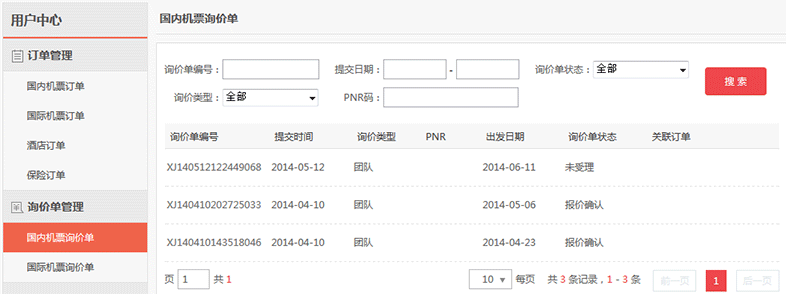 用户中心
订单管理
国内机票订单
国际机票订单
酒店订单
保险订单
询价单管理
国内机票询价单
国际机票询价单
国内机票询价单
询价单编号： 提交日期： - 询价单状态：全部 搜 索
询价类型：全部 PNR码：
询价单编号 提交时间 询价类型 PNR 出发日期 询价单状态 关联订单
XJ140512122449068 2014-05-12 团队 2014-06-11 未受理
XJ140410202725033 2014-04-10 团队 2014-05-06 报价确认
XJ140410143518046 2014-04-10 团队 2014-04-23 报价确认
页 1 共 1 10 每页 共 3 条记录，1 - 3 条 前一页 1 后一页